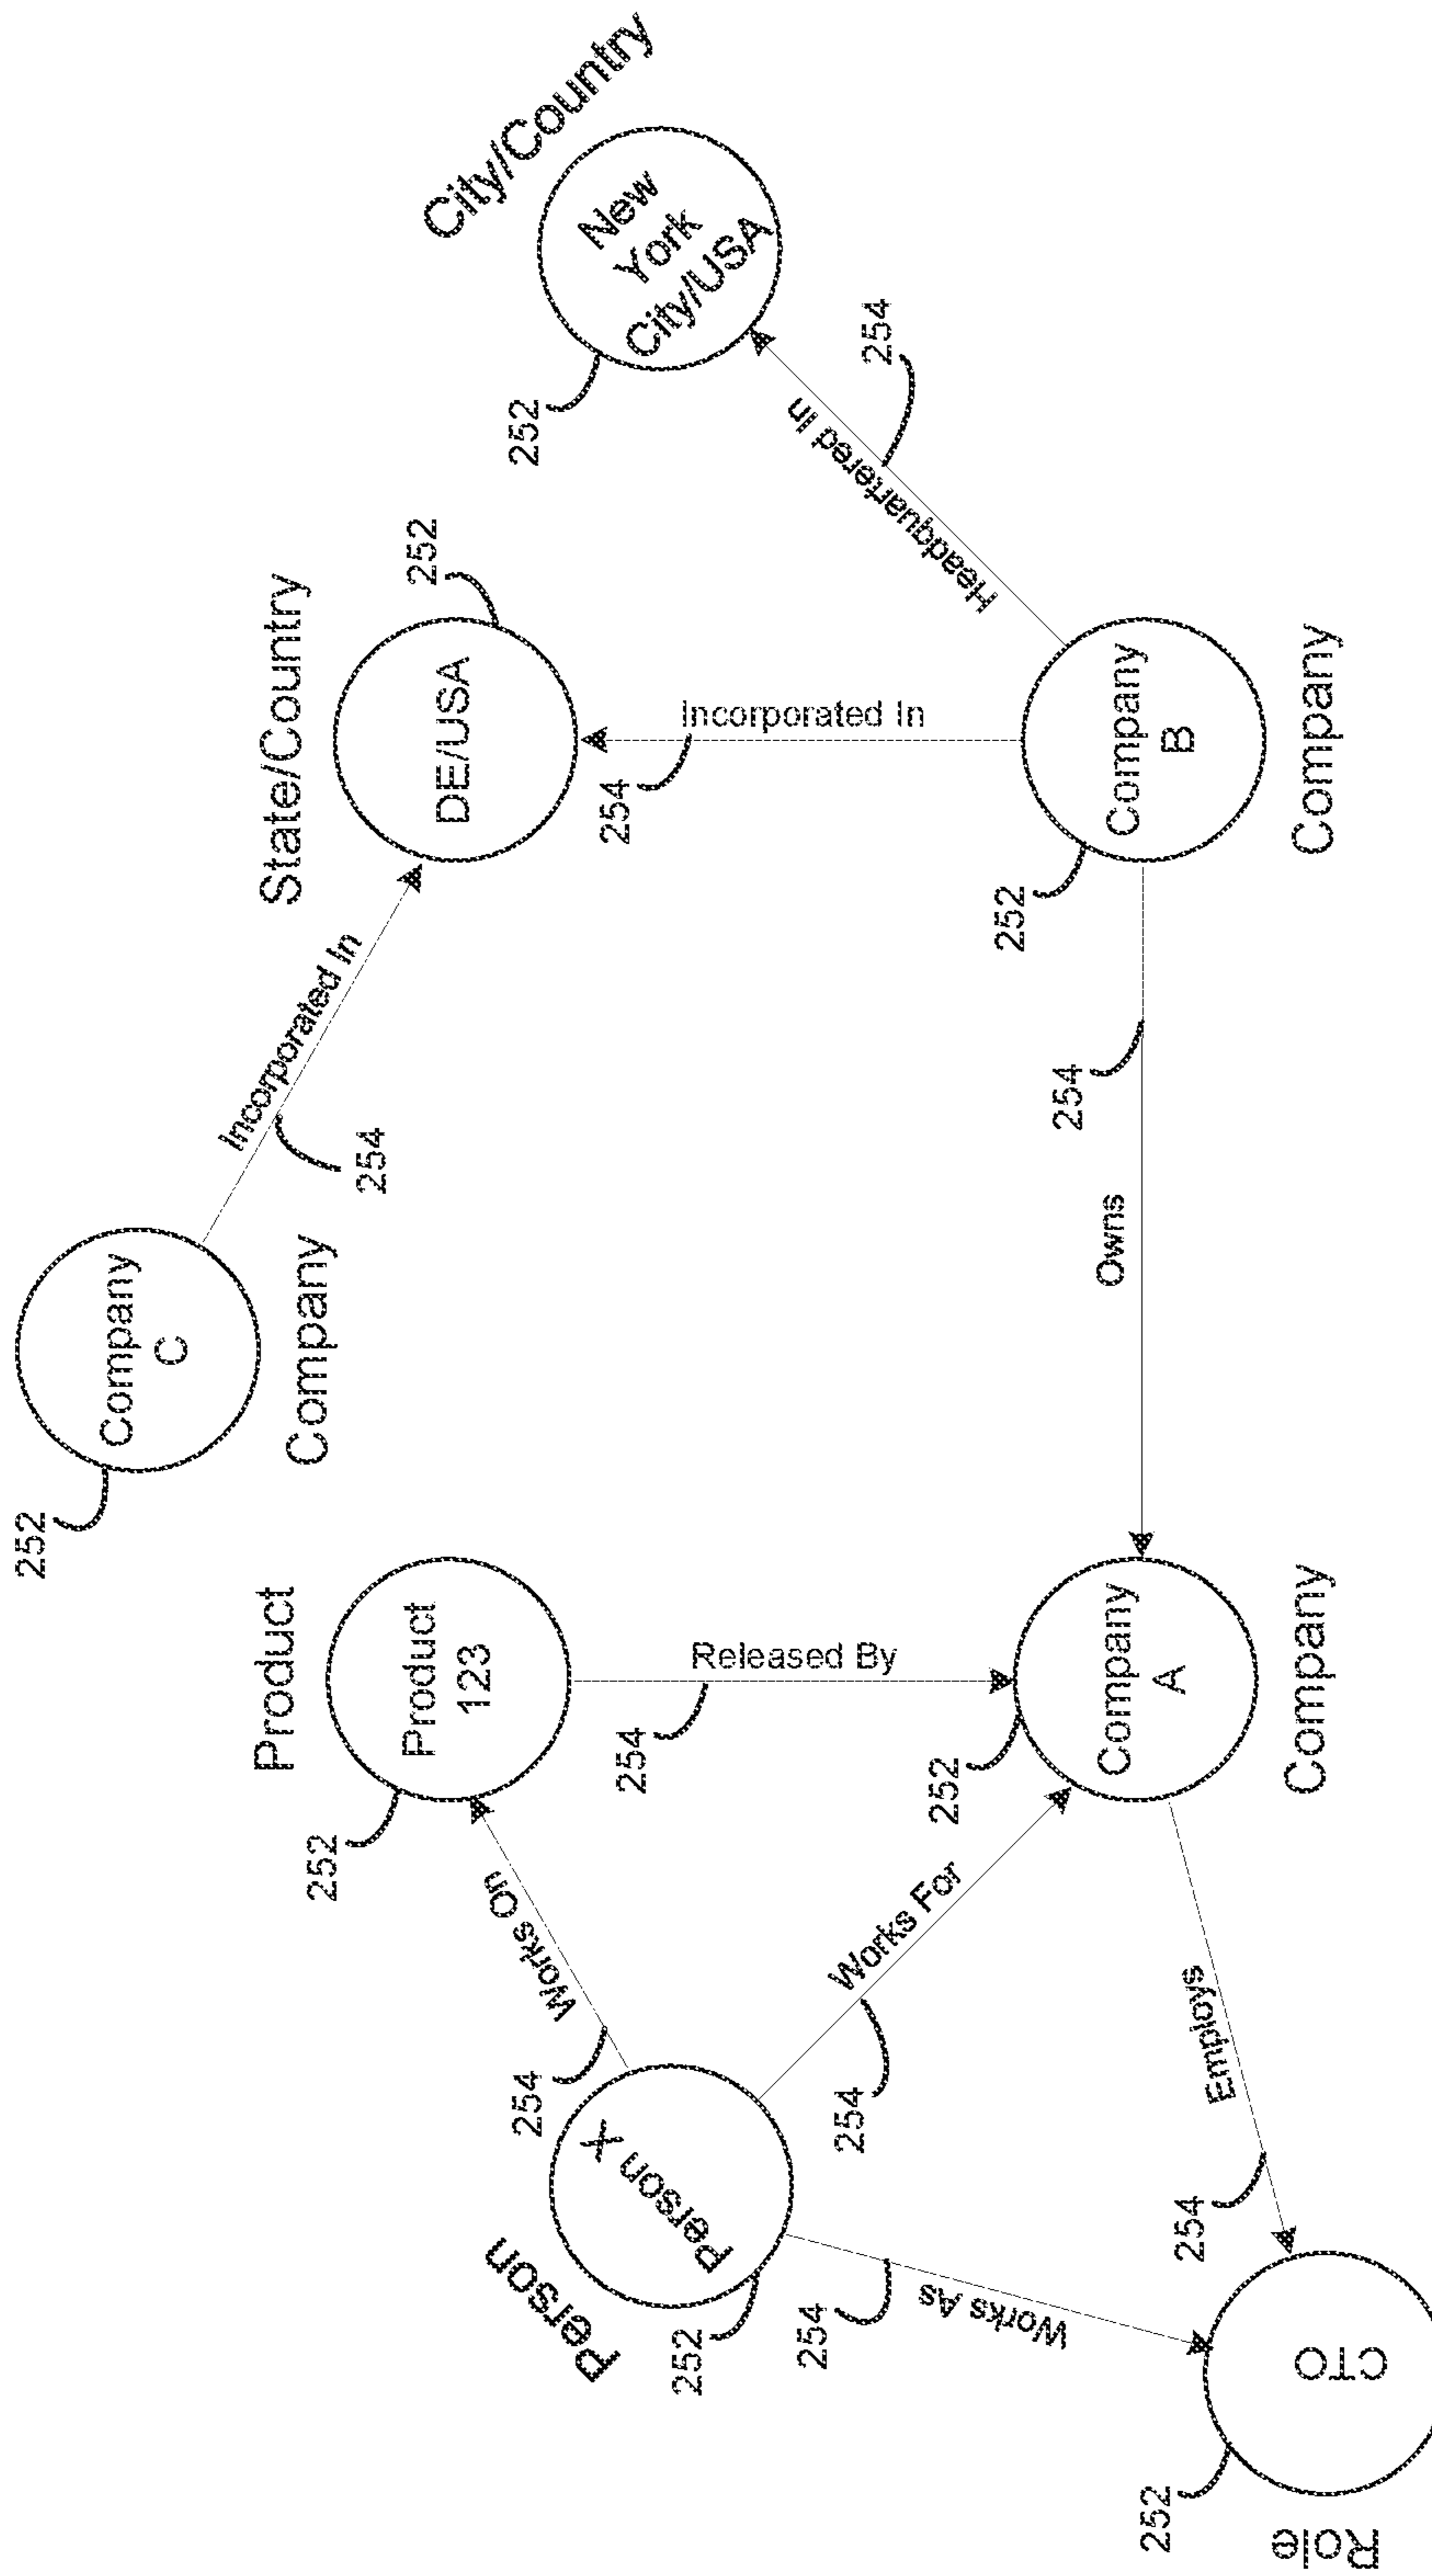 Company
C
252
Company
Incorporated In
254
State/Country
DE/USA
252
City/Country
New
York
City/USA
252
Headquartered In
254
Incorporated In
254
Company
B
252
Company
Owns
254
Product
Product
123
252
Released By
254
Company
A
252
Company
Works On
254
Person
Person X
252
Works For
254
Works As
254
Employs
254
CTO
252
Role